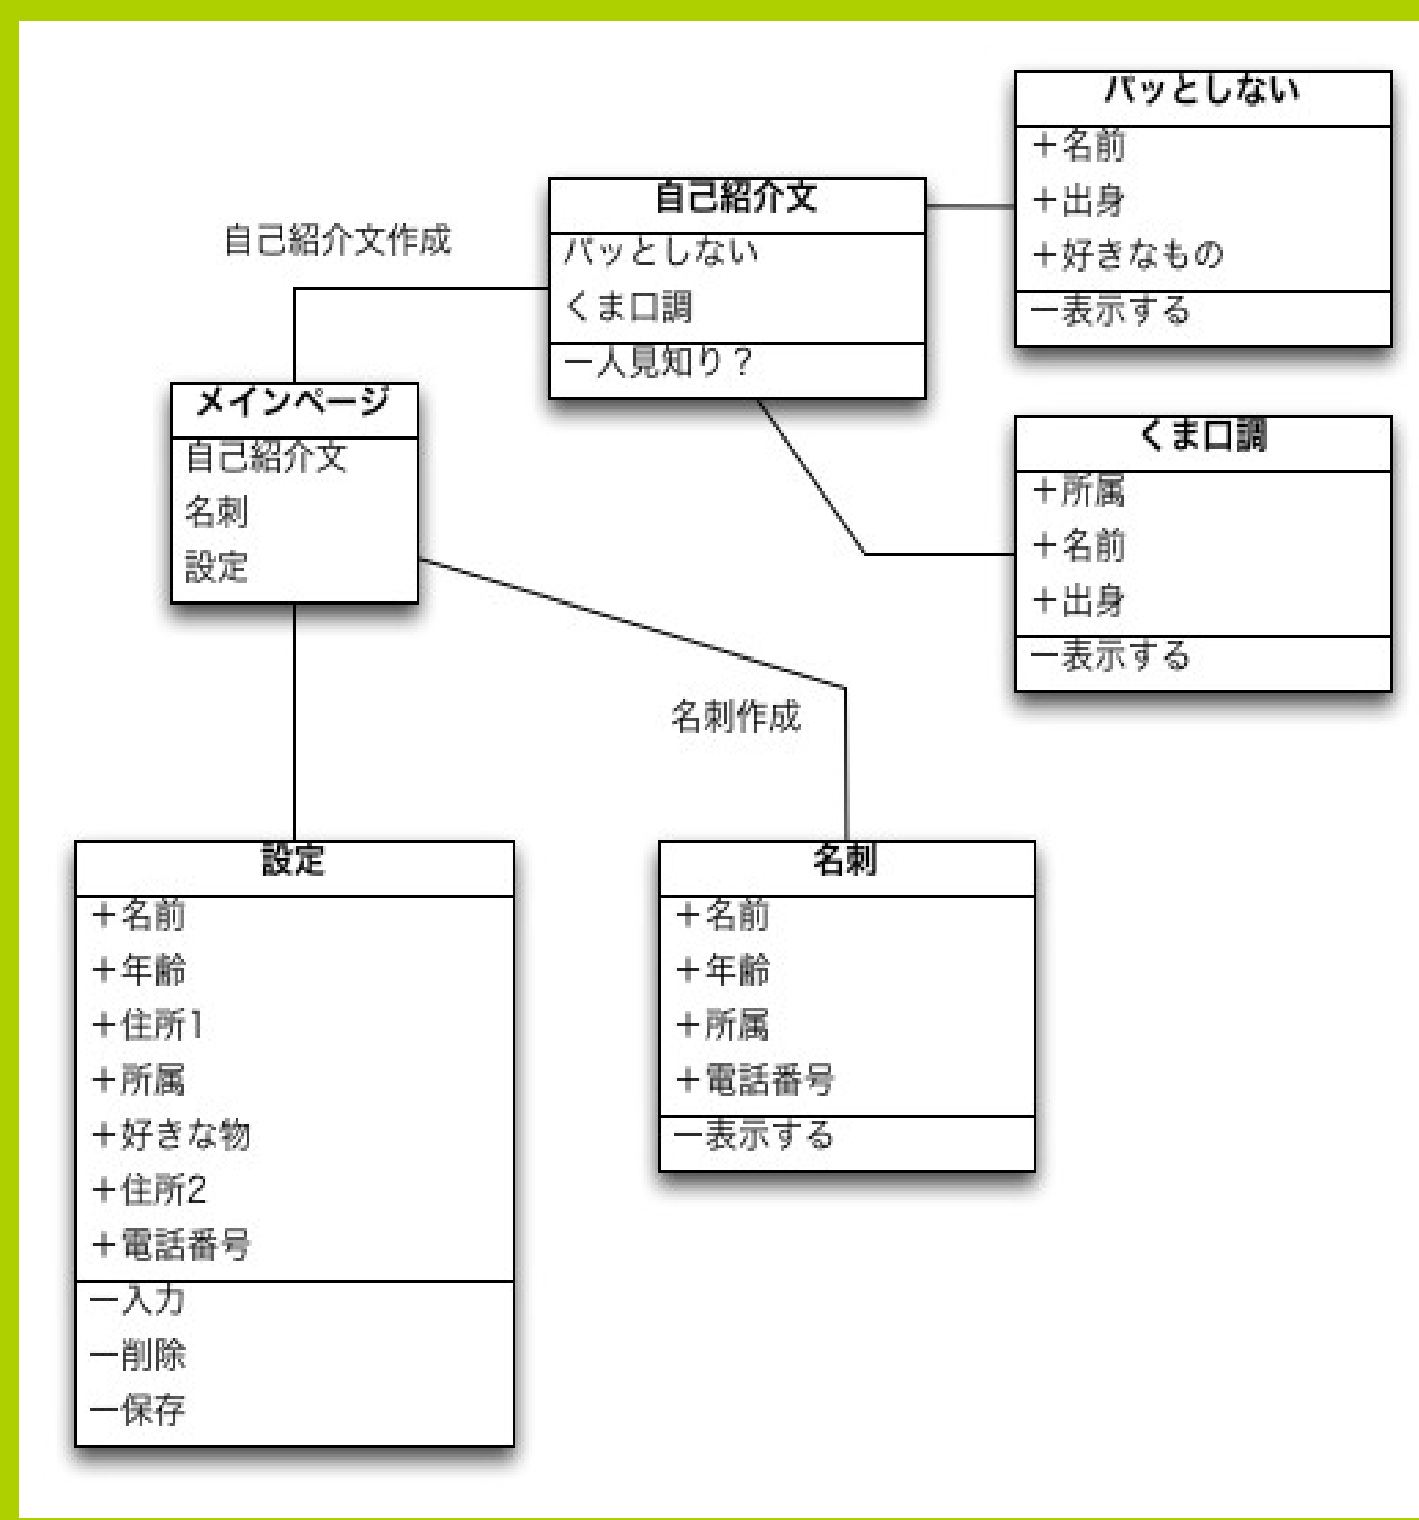 パッとしない
＋名前
＋出身
＋好きなもの
ー表示する
自己紹介文
パッとしない
くま口調
ー人見知り？
自己紹介文作成
メインページ
自己紹介文
名刺
設定
くま口調
＋所属
＋名前
＋出身
ー表示する
名刺作成
設定
＋名前
＋年齢
＋住所1
＋所属
＋好きな物
＋住所2
＋電話番号
ー入力
ー削除
ー保存
名刺
＋名前
＋年齢
＋所属
＋電話番号
ー表示する